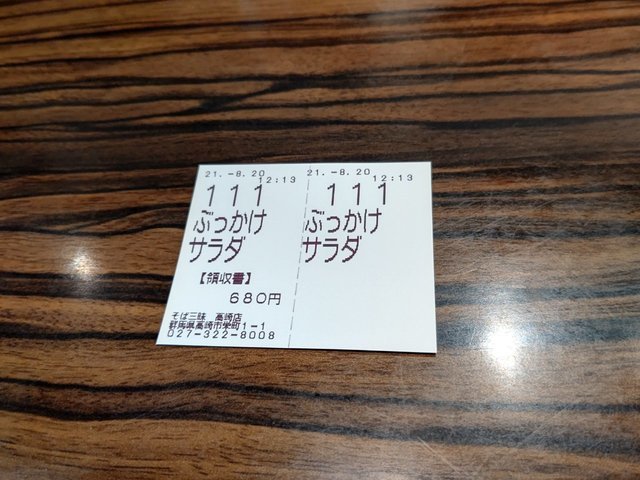 21.-8.20
12:13
111
ぶっかけ
サラダ
【領収書】
680円
そば三昧 高崎店
群馬県高崎市栄町1-1
027-322-8008
21.-8.20
12:13
111
ぶっかけ
サラダ